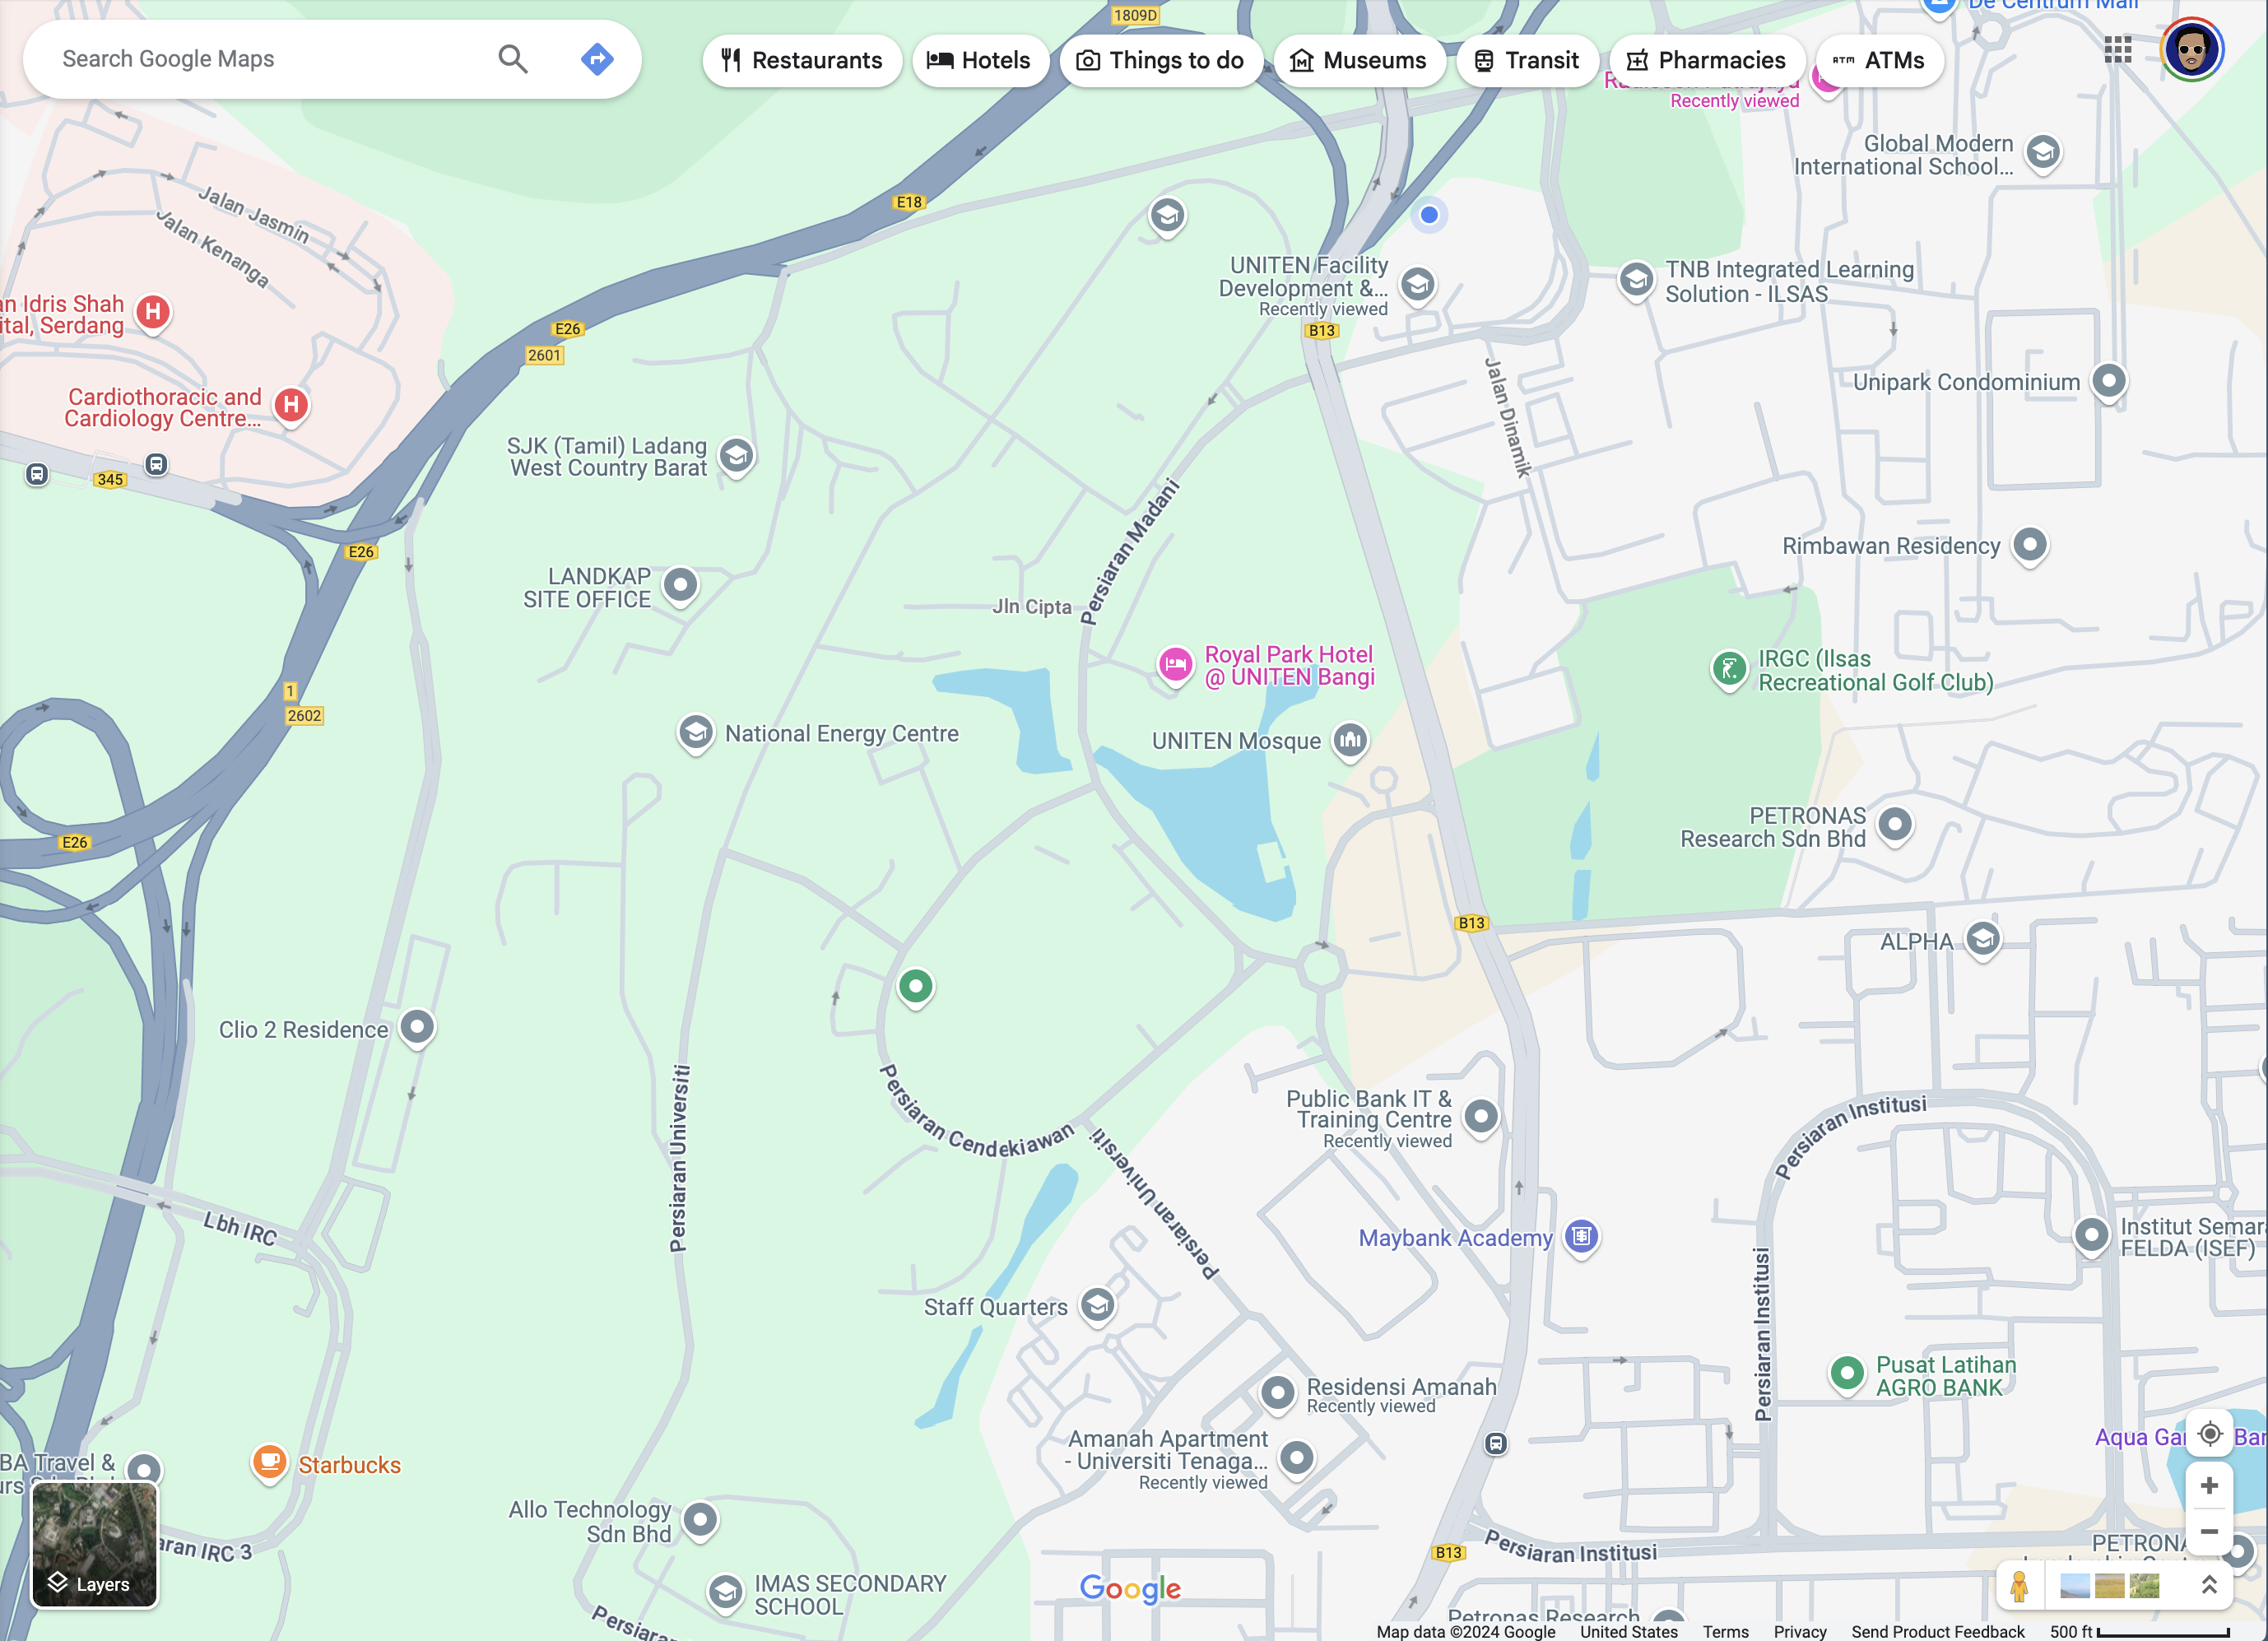 1809D
De Centrum Mall
Search Google Maps
Restaurants
Hotels
Things to do
Museums
Transit
Pharmacies
ATM ATMs
Recently viewed
Global Modern
International School...
Jalan Jasmin
Jalan Kenanga
E18
UNITEN Facility
Development &...
Recently viewed
TNB Integrated Learning
Solution - ILSAS
an Idris Shah
ital, Serdang
H
E26
2601
B13
Jalan Dinamik
Unipark Condominium
Cardiothoracic and
Cardiology Centre...
H
SJK (Tamil) Ladang
West Country Barat
345
Persiaran Madani
E26
Rimbawan Residency
LANDKAP
SITE OFFICE
Jln Cipta
Royal Park Hotel
@ UNITEN Bangi
IRGC (Ilsas
Recreational Golf Club)
1
2602
National Energy Centre
UNITEN Mosque
E26
PETRONAS
Research Sdn Bhd
B13
ALPHA
Clio 2 Residence
Persiaran Universiti
Persiaran Cendekiawan
Persiaran Universiti
Public Bank IT &
Training Centre
Recently viewed
Persiaran Institusi
Lbh IRC
Maybank Academy
Institut Semara
FELDA (ISEF)
Persiaran Institusi
Staff Quarters
Residensi Amanah
Recently viewed
Pusat Latihan
AGRO BANK
Amanah Apartment
- Universiti Tenaga...
Recently viewed
Aqua Ga
Ban
BA Travel &
Starbucks
Allo Technology
Sdn Bhd
aran IRC 3
B13
Persiaran Institusi
PETRONA
Layers
IMAS SECONDARY
SCHOOL
Google
Persiara
Petronas Research
Map data ©2024 Google
United States
Terms
Privacy
Send Product Feedback
500 ft